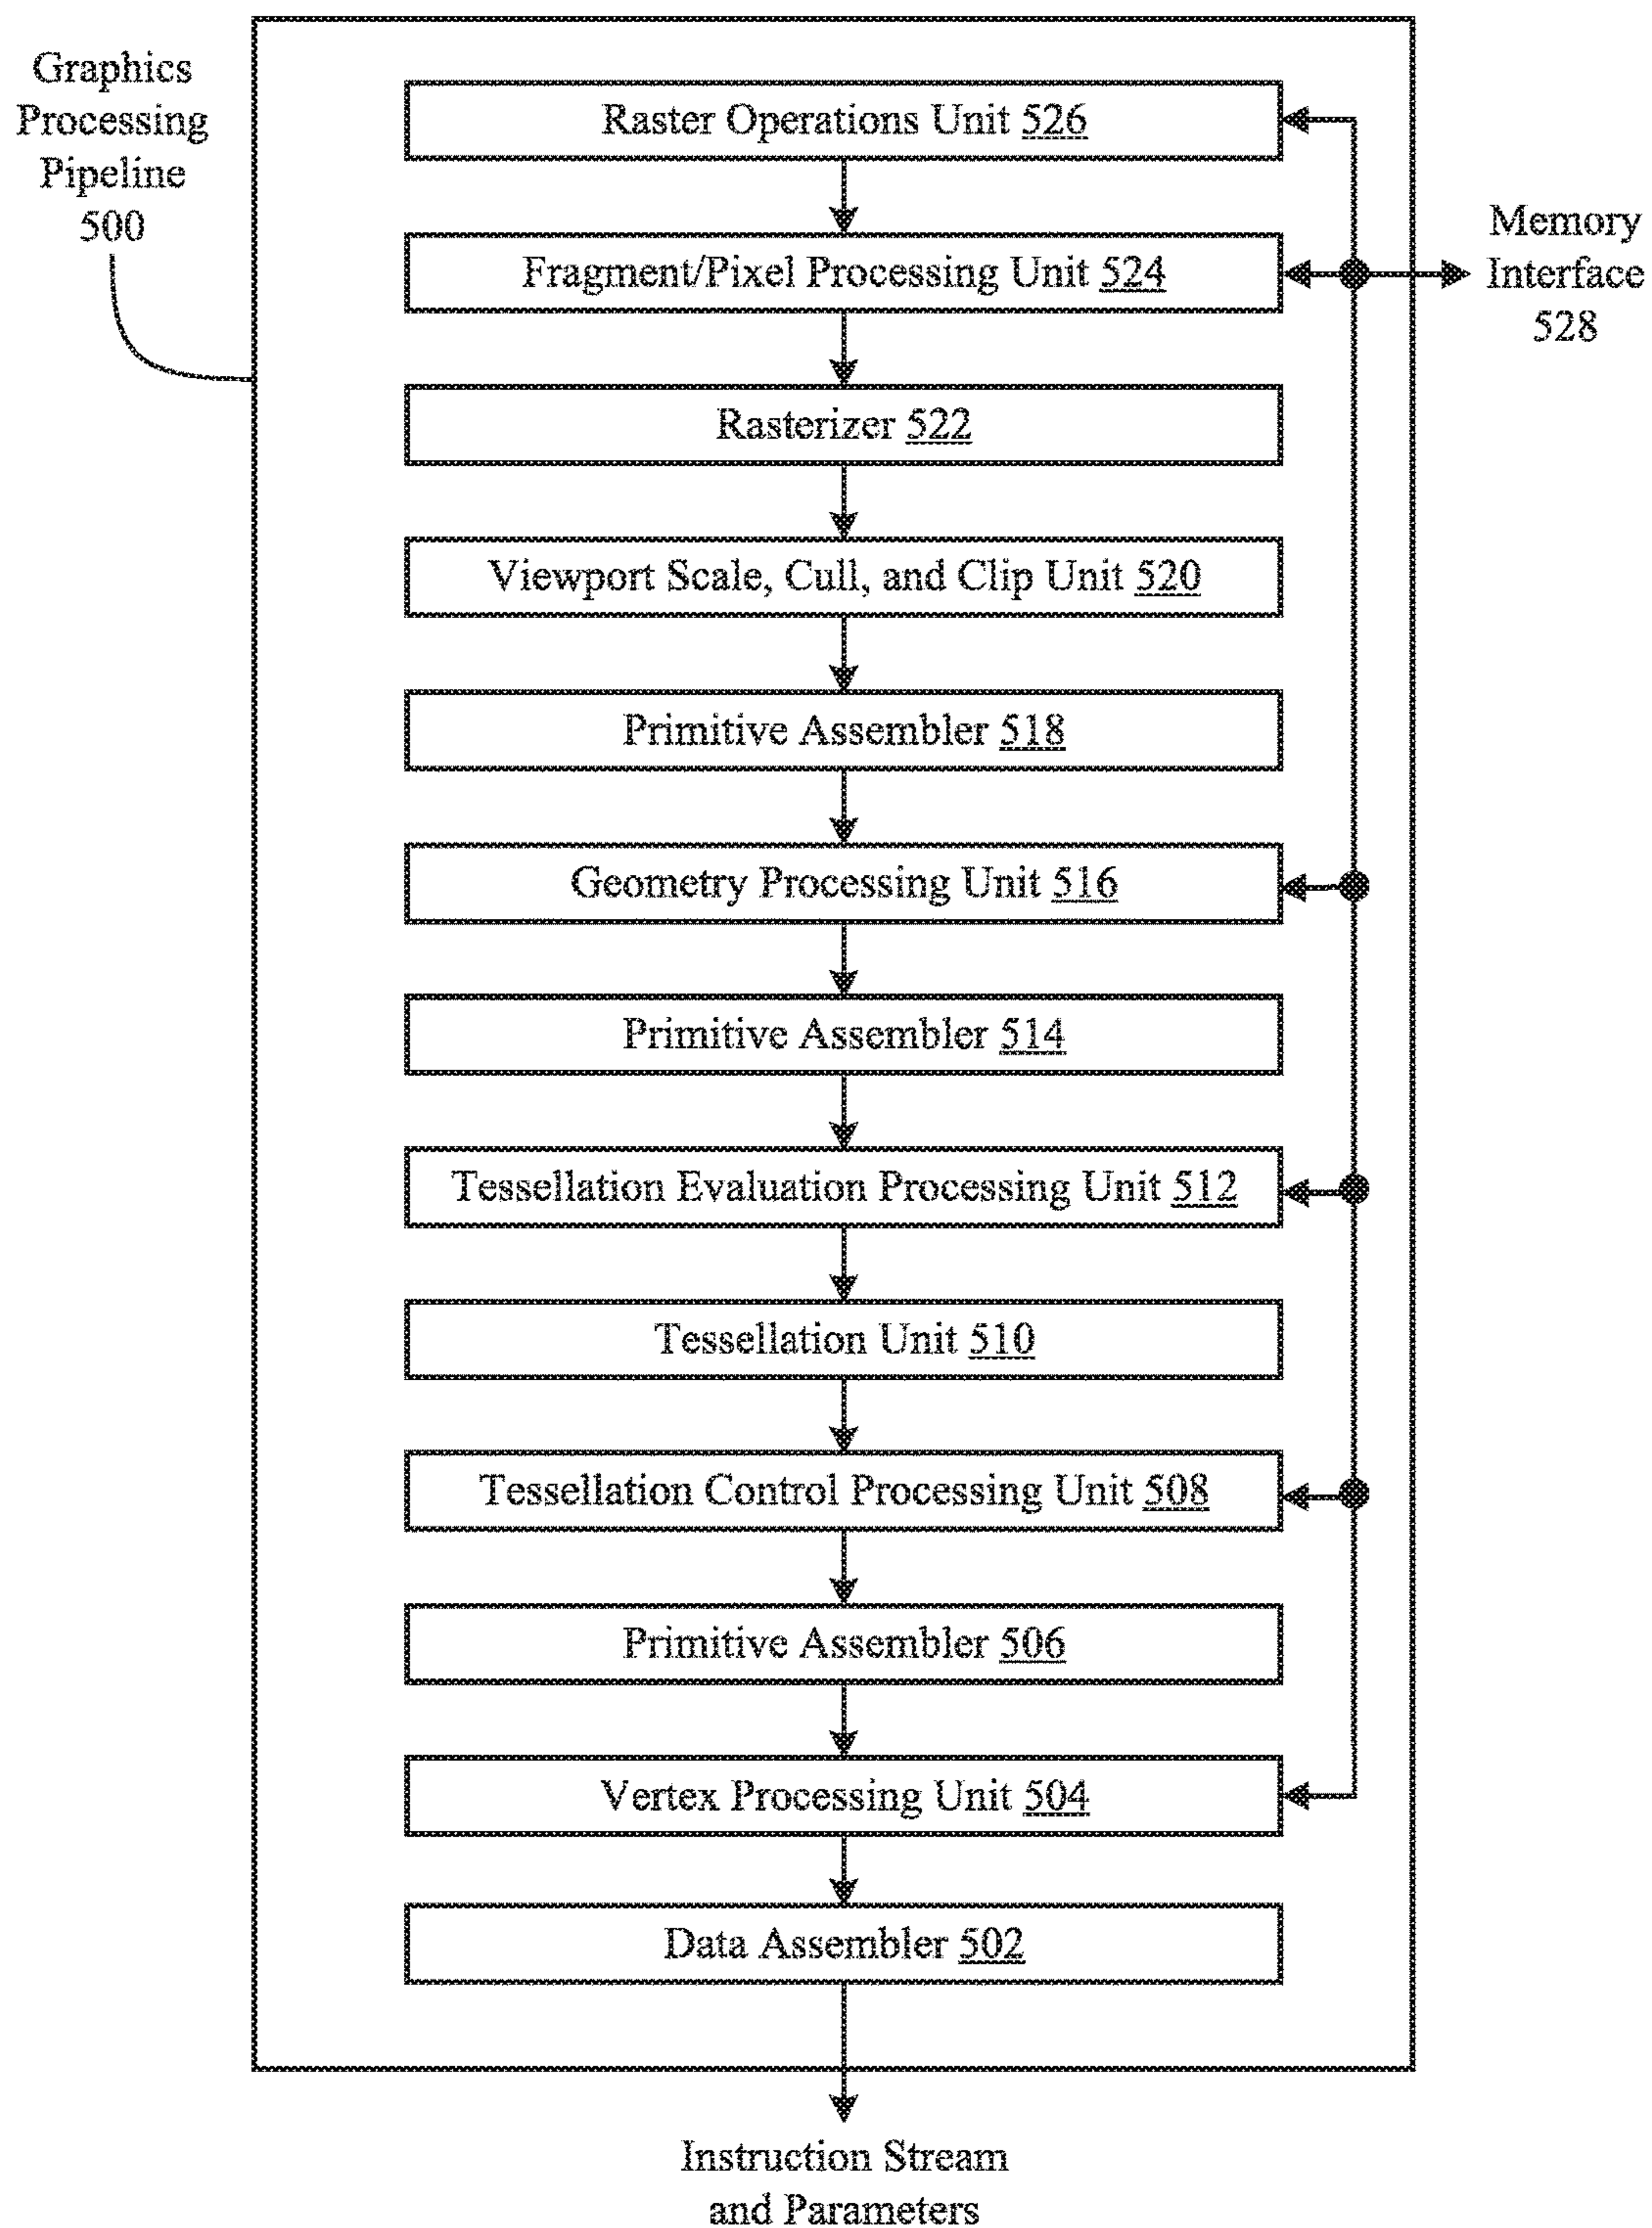 Graphics
Processing
Pipeline
500
Raster Operations Unit 526
Fragment/Pixel Processing Unit 524
Memory
Interface
528
Rasterizer 522
Viewport Scale, Cull, and Clip Unit 520
Primitive Assembler 518
Geometry Processing Unit 516
Primitive Assembler 514
Tessellation Evaluation Processing Unit 512
Tessellation Unit 510
Tessellation Control Processing Unit 508
Primitive Assembler 506
Vertex Processing Unit 504
Data Assembler 502
Instruction Stream
and Parameters